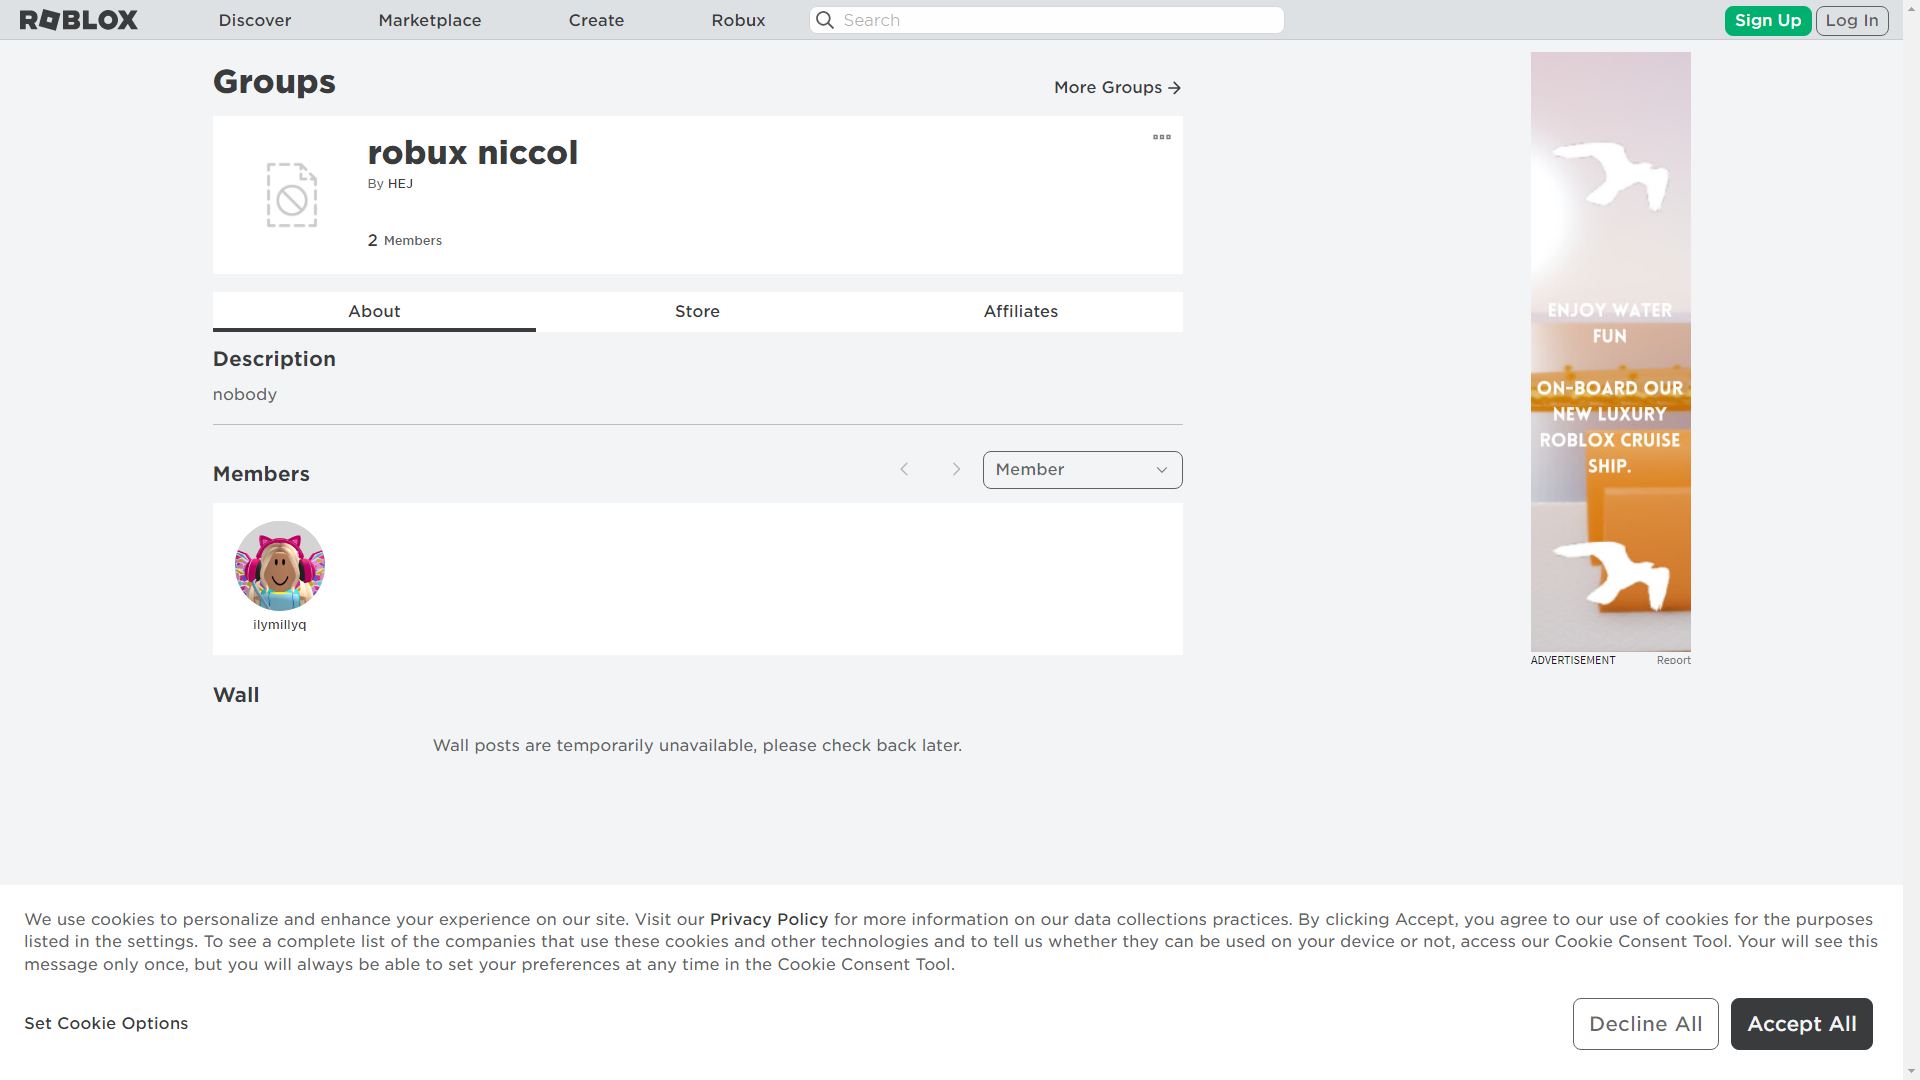 ROBLOX
Discover
Marketplace
Create
Robux
Search
Sign Up
Log In
Groups
More Groups
robux niccol
By HEJ
2 Members
About
Store
Affiliates
Description
nobody
Members
Member
ilymillyq
Wall
Wall posts are temporarily unavailable, please check back later.
ENJOY WATER
FUN
ON-BOARD OUR
NEW LUXURY
ROBLOX CRUISE
SHIP.
ADVERTISEMENT
Report
We use cookies to personalize and enhance your experience on our site. Visit our Privacy Policy for more information on our data collections practices. By clicking Accept, you agree to our use of cookies for the purposes
listed in the settings. To see a complete list of the companies that use these cookies and other technologies and to tell us whether they can be used on your device or not, access our Cookie Consent Tool. Your will see this
message only once, but you will always be able to set your preferences at any time in the Cookie Consent Tool.
Set Cookie Options
Decline All
Accept All